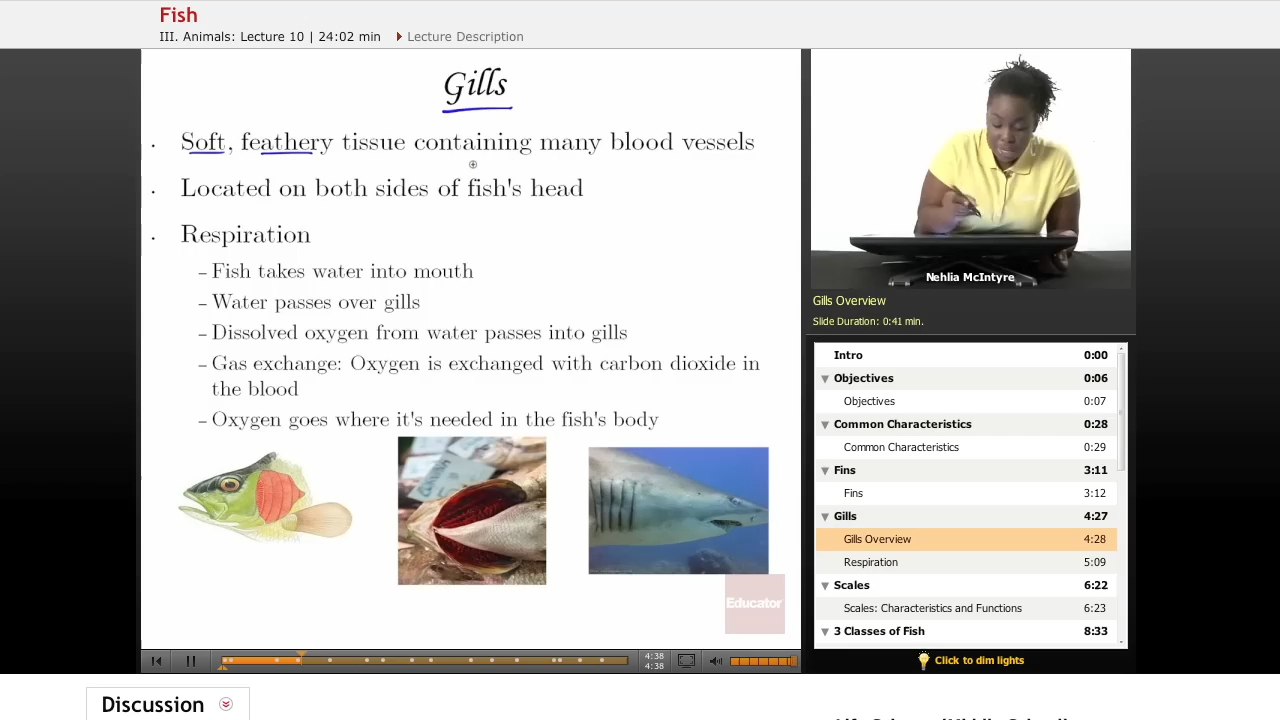 Fish
III. Animals: Lecture 10 | 24:02 min
Lecture Description
Gills
Soft, feathery tissue containing many blood vessels
Located on both sides of fish's head
Respiration
– Fish takes water into mouth
– Water passes over gills
– Dissolved oxygen from water passes into gills
– Gas exchange: Oxygen is exchanged with carbon dioxide in
the blood
– Oxygen goes where it's needed in the fish's body
Educator
4:38
4:38
Nehlia McIntyre
Gills Overview
Slide Duration: 0:41 min.
Intro 0:00
Objectives 0:06
Objectives 0:07
Common Characteristics 0:28
Common Characteristics 0:29
Fins 3:11
Fins 3:12
Gills 4:27
Gills Overview 4:28
Respiration 5:09
Scales 6:22
Scales: Characteristics and Functions 6:23
3 Classes of Fish 8:33
Click to dim lights
Discussion